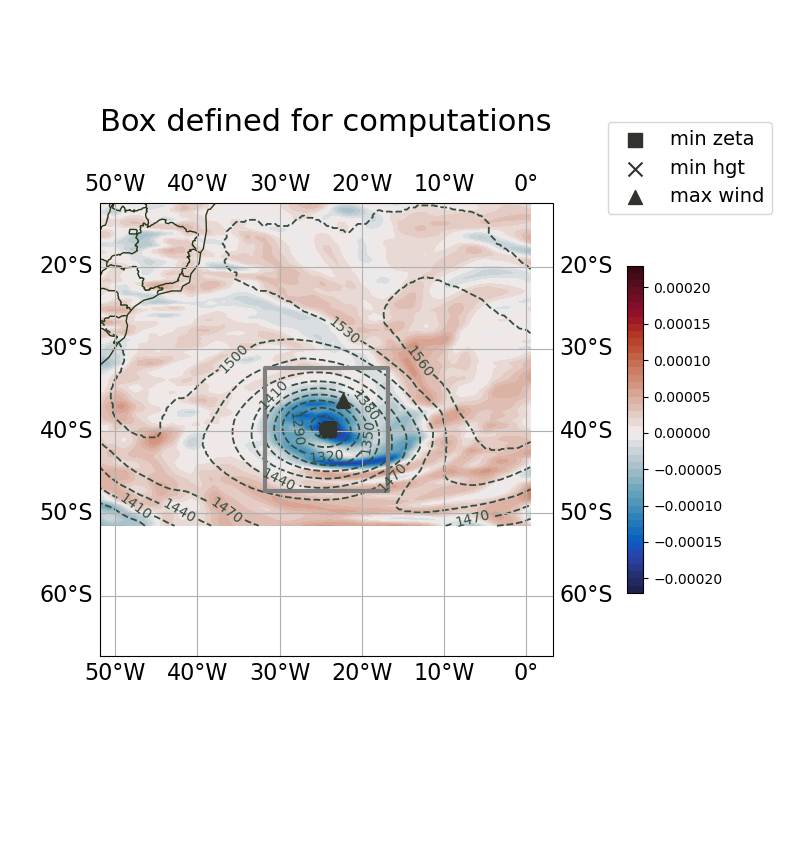 Box defined for computations
min zeta
min hgt
max wind
50°W 40°W 30°W 20°W 10°W 0°
20°S 20°S
30°S 30°S
40°S 40°S
50°S 50°S
60°S 60°S
50°W 40°W 30°W 20°W 10°W 0°
1530
1500
1560
1380
1350
1320
1440
1470
1410
1440
1470
1470
0.00020
0.00015
0.00010
0.00005
0.00000
−0.00005
−0.00010
−0.00015
−0.00020